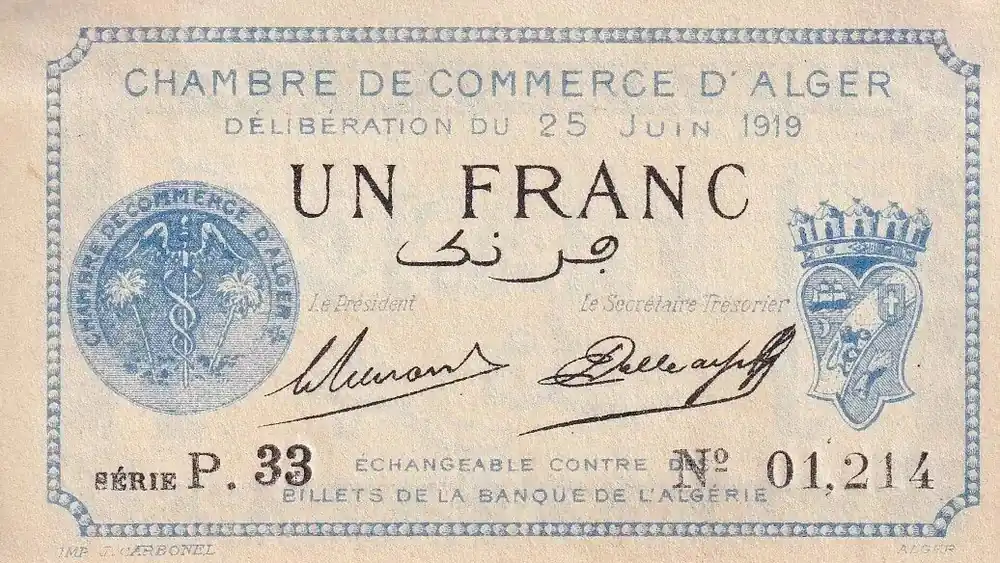 CHAMBRE DE COMMERCE D'ALGER
DÉLIBÉRATION DU 25 JUIN 1919
UN FRANC
فرنك
CHAMBRE DE COMMERCE D'ALGER
Le Président
Le Secrétaire Trésorier
SÉRIE P. 33
ÉCHANGEABLE CONTRE DES
Nº 01,214
BILLETS DE LA BANQUE DE L'ALGÉRIE
IMP. J. CARBONEL
ALGER